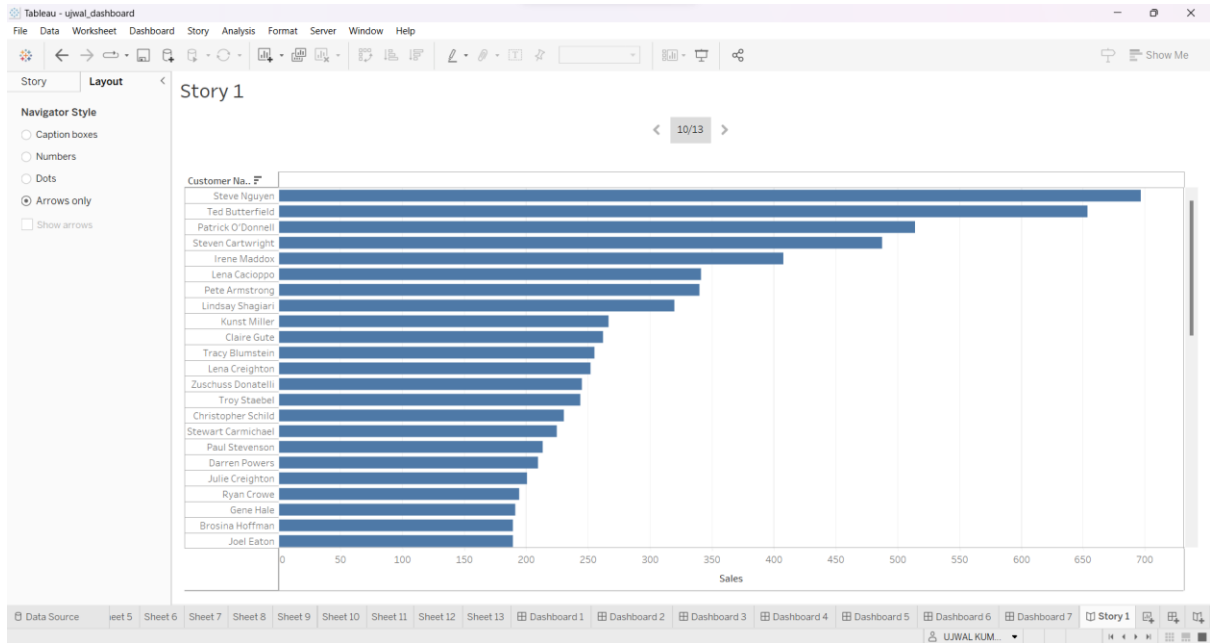 Tableau - ujwal_dashboard
File Data Worksheet Dashboard Story Analysis Format Server Window Help
Show Me
Story Layout
Story 1
Navigator Style
Caption boxes
Numbers
Dots
Arrows only
Show arrows
10/13
Customer Na..
Steve Nguyen
Ted Butterfield
Patrick O'Donnell
Steven Cartwright
Irene Maddox
Lena Cacioppo
Pete Armstrong
Lindsay Shagiari
Kunst Miller
Claire Gute
Tracy Blumstein
Lena Creighton
Zuschuss Donatelli
Troy Staebel
Christopher Schild
Stewart Carmichael
Paul Stevenson
Darren Powers
Julie Creighton
Ryan Crowe
Gene Hale
Brosina Hoffman
Joel Eaton
0 50 100 150 200 250 300 350 400 450 500 550 600 650 700
Sales
Data Source eet 5 Sheet 6 Sheet 7 Sheet 8 Sheet 9 Sheet 10 Sheet 11 Sheet 12 Sheet 13 Dashboard 1 Dashboard 2 Dashboard 3 Dashboard 4 Dashboard 5 Dashboard 6 Dashboard 7 Story 1
UJWAL KUM...